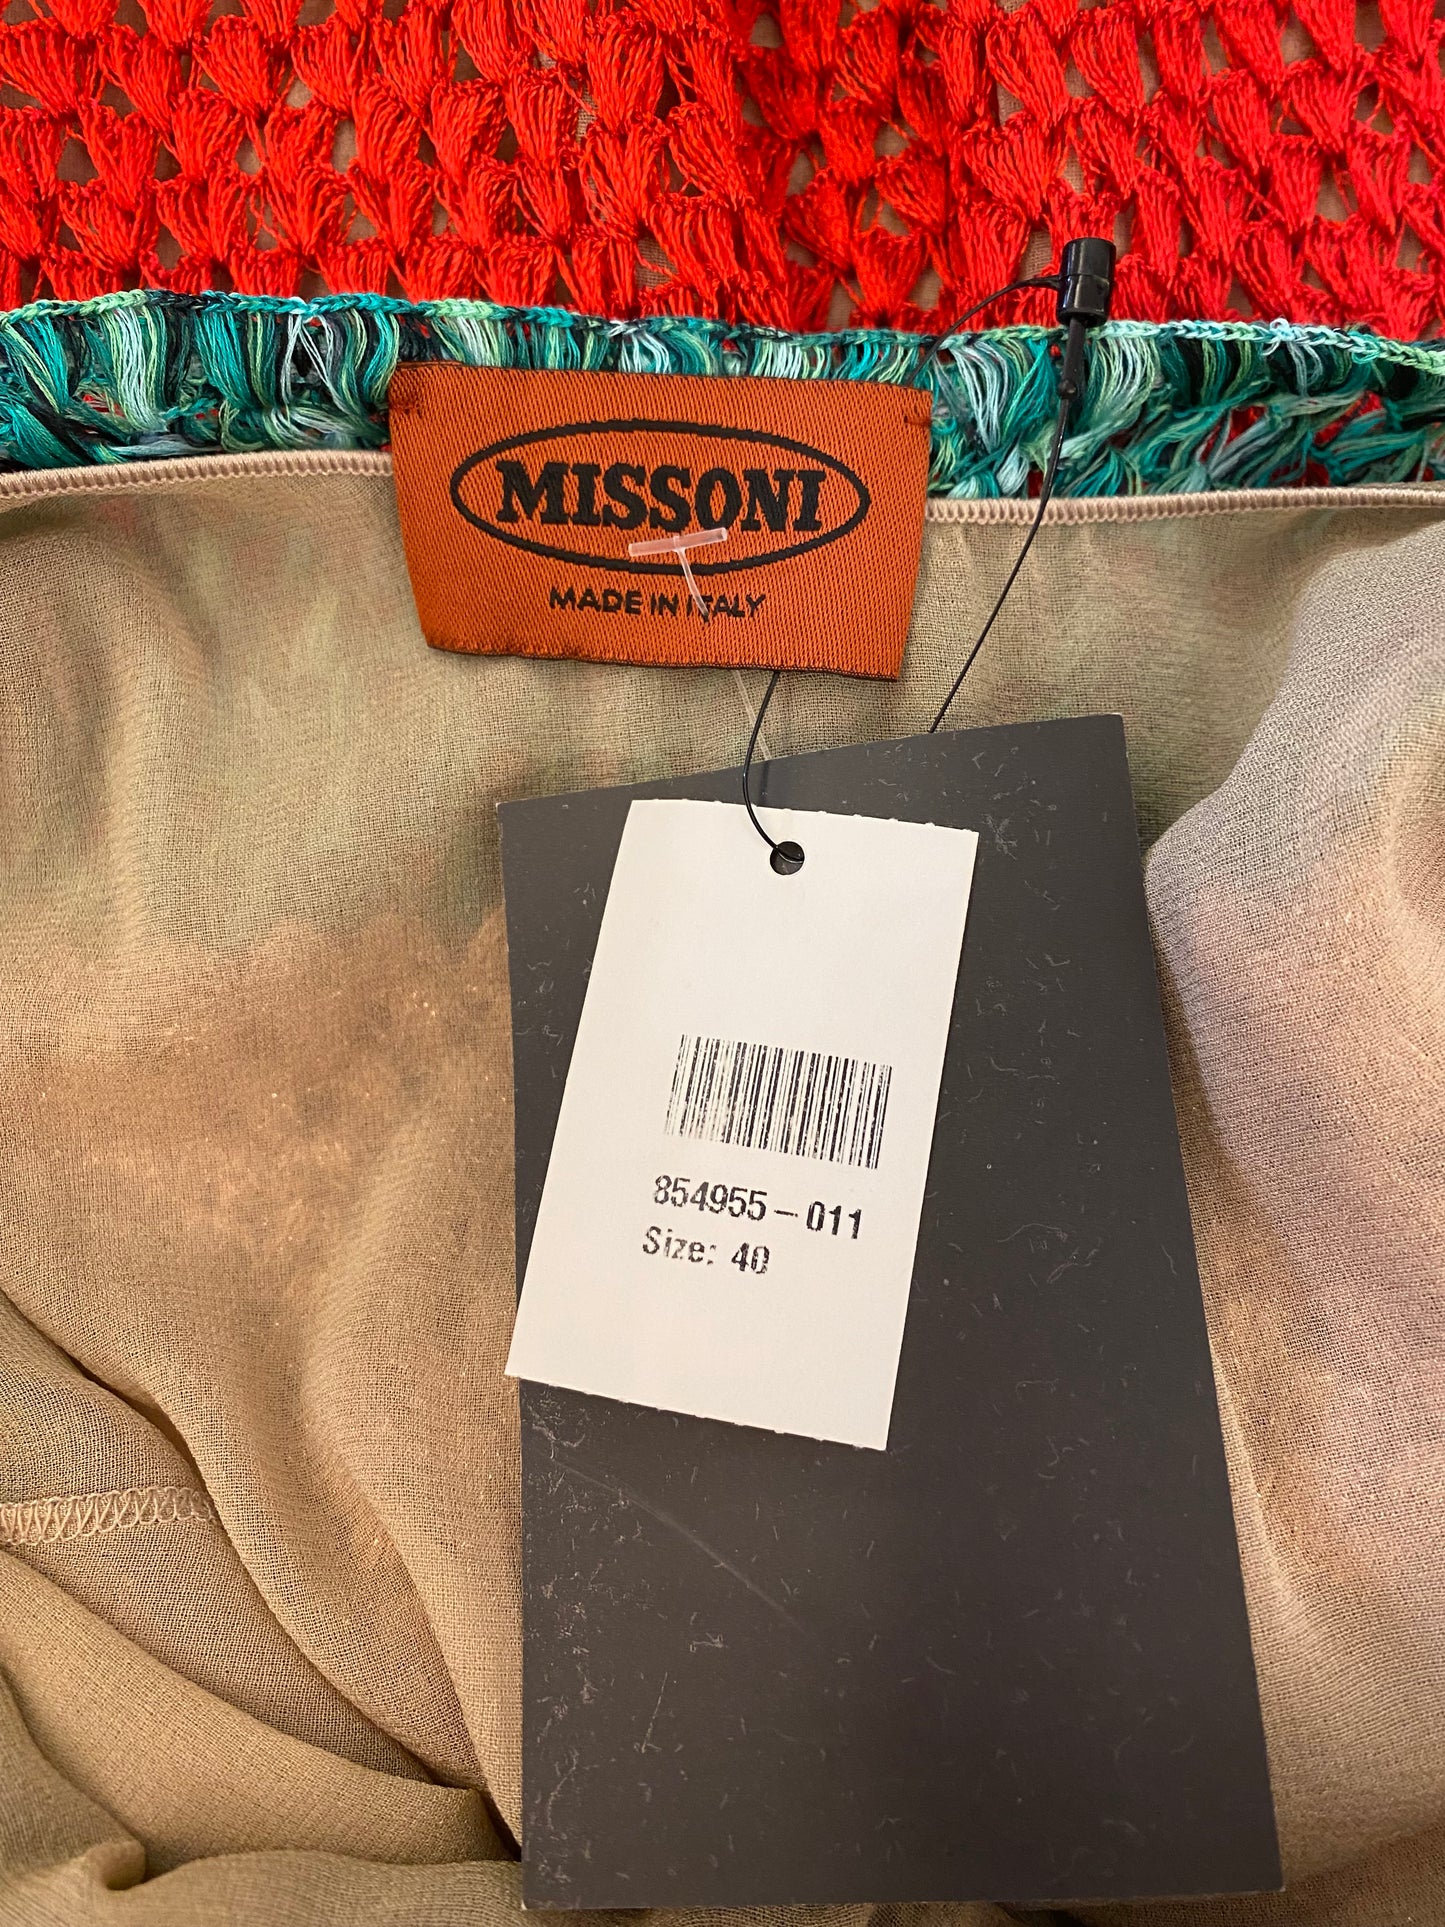 MISSONI
MADE IN ITALY
854955-011
Size: 40